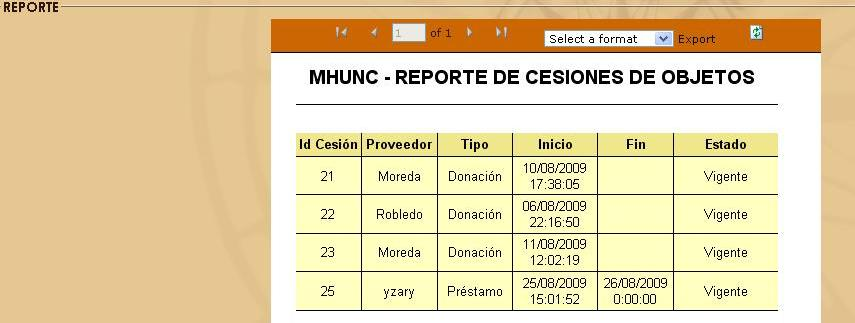 REPORTE
1 of 1 Select a format Export
MHUNC - REPORTE DE CESIONES DE OBJETOS
Id Cesión Proveedor Tipo Inicio Fin Estado
21 Moreda Donación 10/08/2009 17:38:05 Vigente
22 Robledo Donación 06/08/2009 22:16:50 Vigente
23 Moreda Donación 11/08/2009 12:02:19 Vigente
25 yzary Préstamo 25/08/2009 15:01:52 26/08/2009 0:00:00 Vigente